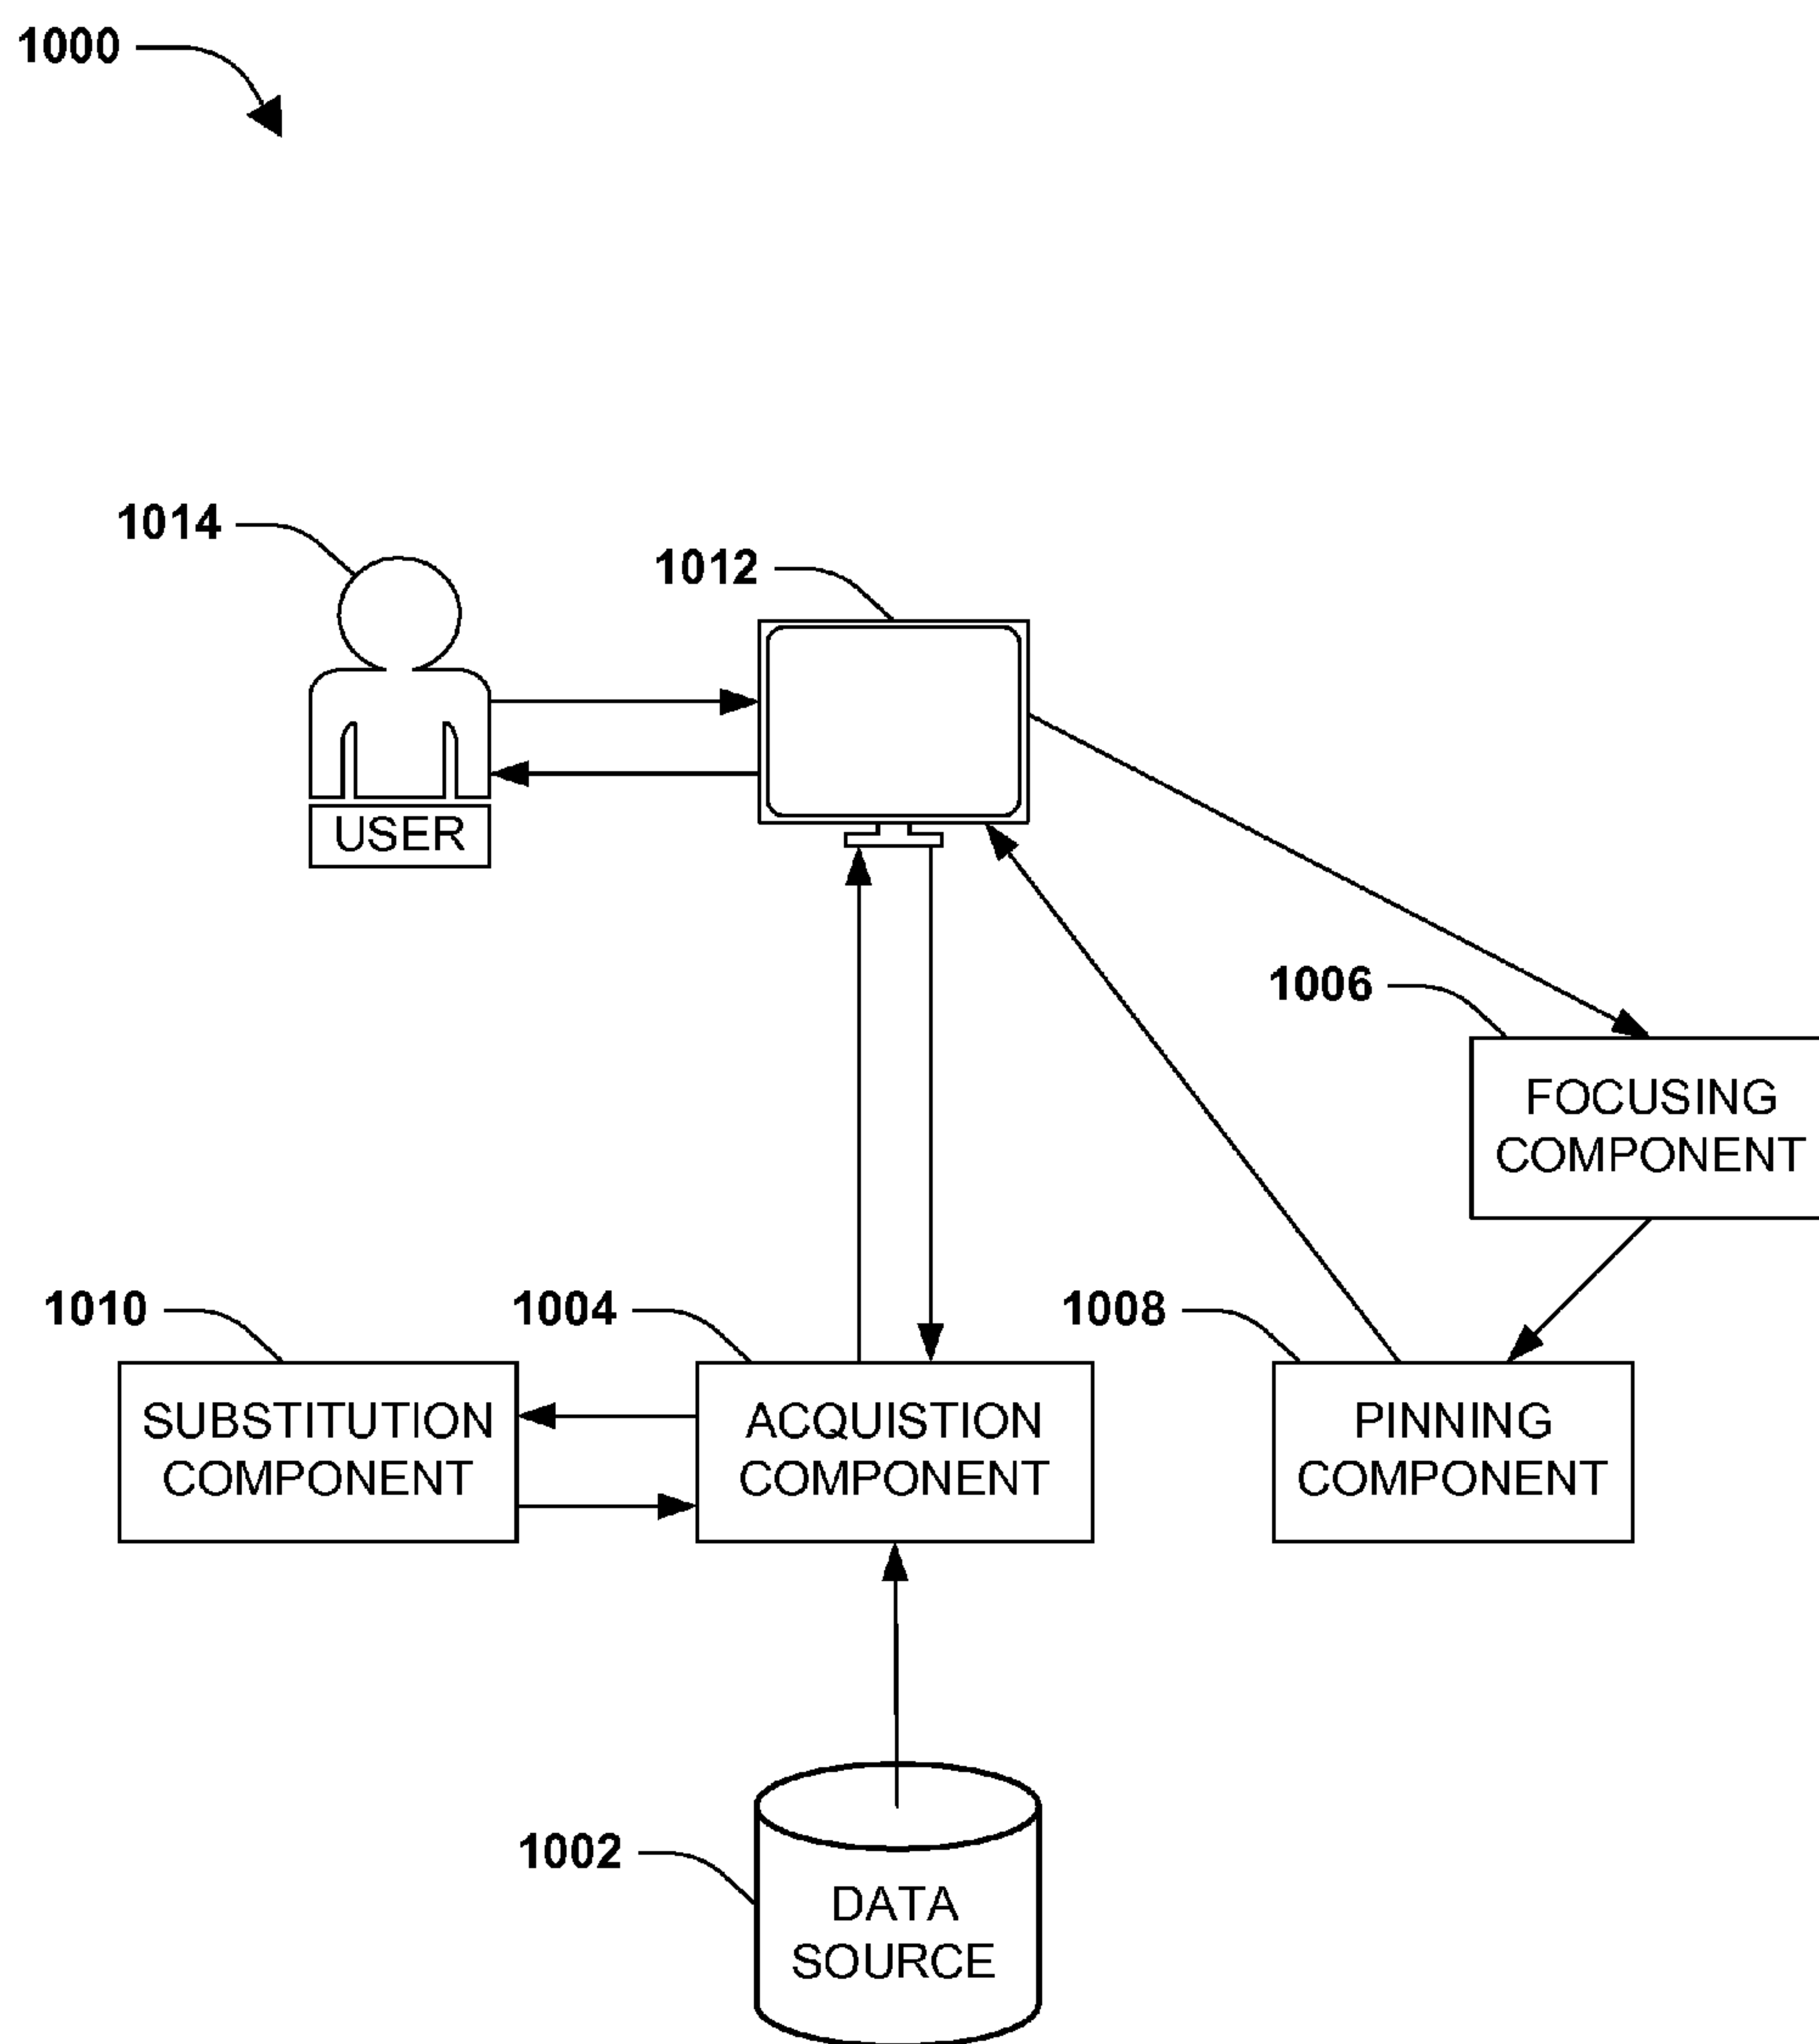 1000
1014
1012
USER
1006
FOCUSING
COMPONENT
1010
1004
1008
SUBSTITUTION
COMPONENT
ACQUISTION
COMPONENT
PINNING
COMPONENT
1002
DATA
SOURCE